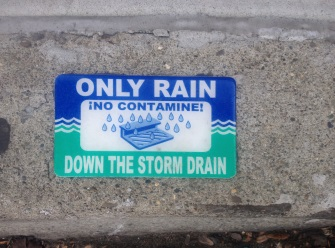 ONLY RAIN
¡NO CONTAMINE!
DOWN THE STORM DRAIN